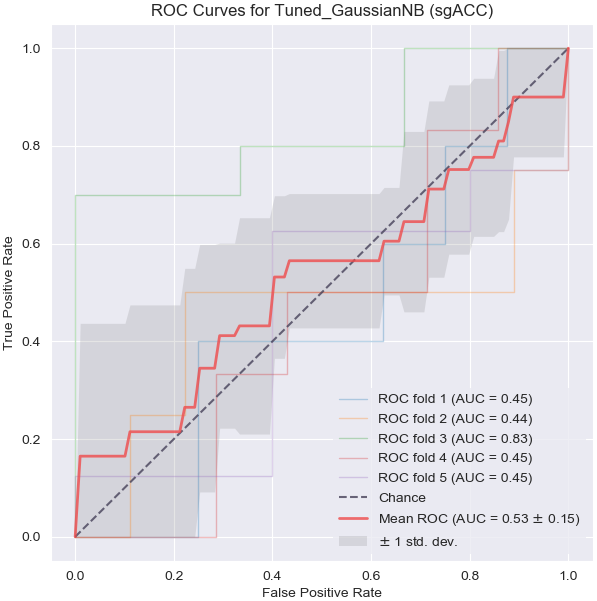 ROC Curves for Tuned_GaussianNB (sgACC)
True Positive Rate
1.0
0.8
0.6
0.4
0.2
0.0
ROC fold 1 (AUC = 0.45)
ROC fold 2 (AUC = 0.44)
ROC fold 3 (AUC = 0.83)
ROC fold 4 (AUC = 0.45)
ROC fold 5 (AUC = 0.45)
Chance
Mean ROC (AUC = 0.53 ± 0.15)
± 1 std. dev.
0.0 0.2 0.4 0.6 0.8 1.0
False Positive Rate